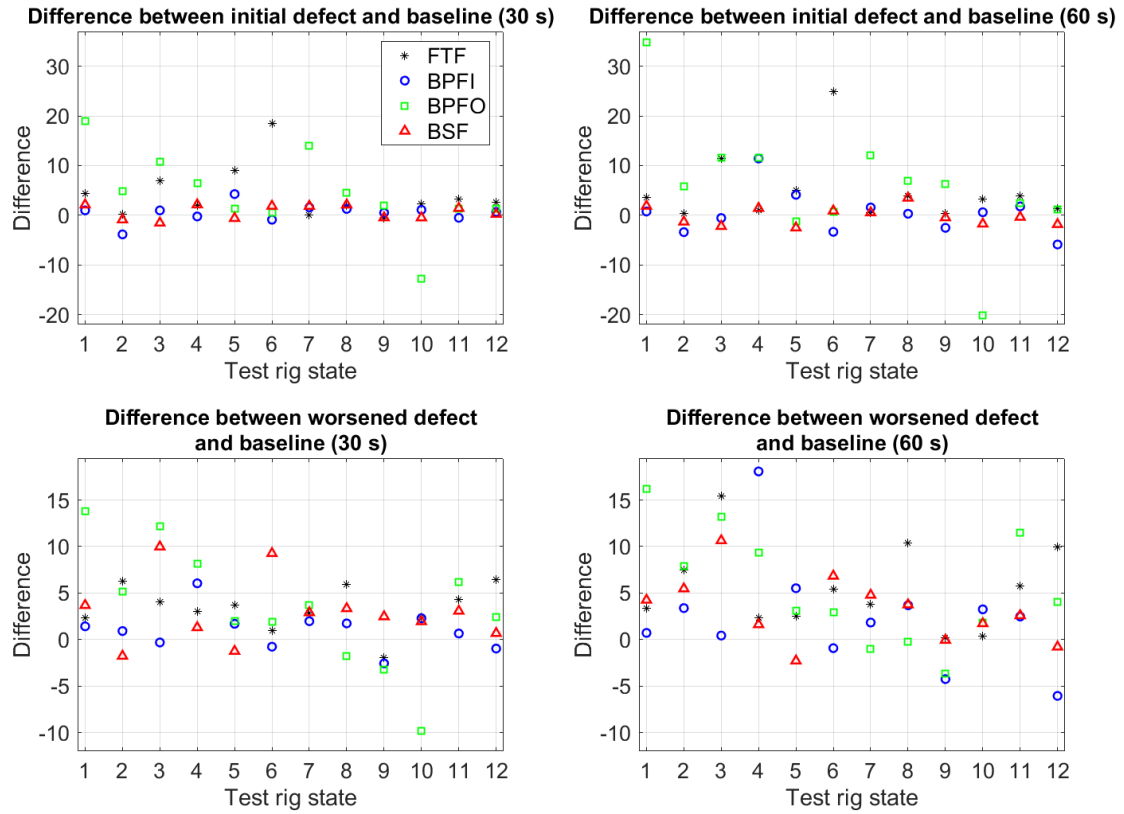 Difference between initial defect and baseline (30 s)
30
20
10
0
-10
-20
Difference
1 2 3 4 5 6 7 8 9 10 11 12
Test rig state
FTF
BPFI
BPFO
BSF
Difference between initial defect and baseline (60 s)
30
20
10
0
-10
-20
Difference
1 2 3 4 5 6 7 8 9 10 11 12
Test rig state
Difference between worsened defect
and baseline (30 s)
15
10
5
0
-5
-10
Difference
1 2 3 4 5 6 7 8 9 10 11 12
Test rig state
Difference between worsened defect
and baseline (60 s)
15
10
5
0
-5
-10
Difference
1 2 3 4 5 6 7 8 9 10 11 12
Test rig state